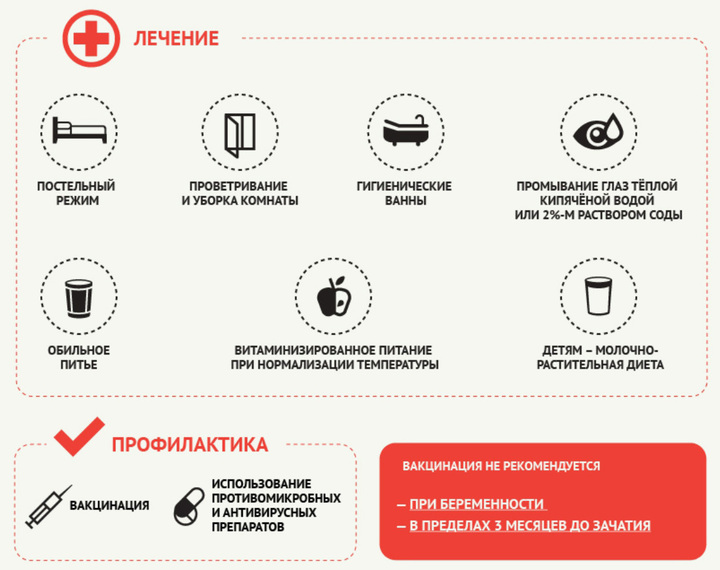 ЛЕЧЕНИЕ
ПОСТЕЛЬНЫЙ
РЕЖИМ
ПРОВЕТРИВАНИЕ
И УБОРКА КОМНАТЫ
ГИГИЕНИЧЕСКИЕ
ВАННЫ
ПРОМЫВАНИЕ ГЛАЗ ТЁПЛОЙ
КИПЯЧЁНОЙ ВОДОЙ
ИЛИ 2%-М РАСТВОРОМ СОДЫ
ОБИЛЬНОЕ
ПИТЬЕ
ВИТАМИНИЗИРОВАННОЕ ПИТАНИЕ
ПРИ НОРМАЛИЗАЦИИ ТЕМПЕРАТУРЫ
ДЕТЯМ – МОЛОЧНО-
РАСТИТЕЛЬНАЯ ДИЕТА
ПРОФИЛАКТИКА
ВАКЦИНАЦИЯ
ИСПОЛЬЗОВАНИЕ
ПРОТИВОМИКРОБНЫХ
И АНТИВИРУСНЫХ
ПРЕПАРАТОВ
ВАКЦИНАЦИЯ НЕ РЕКОМЕНДУЕТСЯ
– ПРИ БЕРЕМЕННОСТИ
– В ПРЕДЕЛАХ 3 МЕСЯЦЕВ ДО ЗАЧАТИЯ